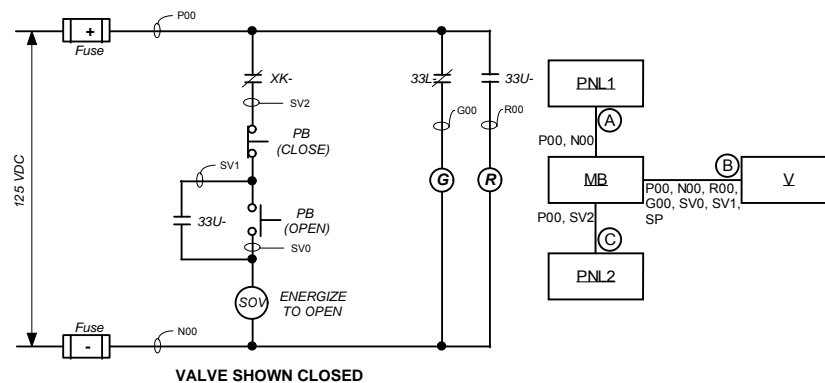 P00
+
Fuse
XK-
SV2
PB
(CLOSE)
SV1
33U-
PB
(OPEN)
SV0
SOV
ENERGIZE
TO OPEN
125 VDC
33L-
33U-
G00
R00
G
R
Fuse
-
N00
VALVE SHOWN CLOSED
PNL1
A
P00, N00
MB
B
V
P00, N00, R00,
G00, SV0, SV1,
SP
P00, SV2
C
PNL2